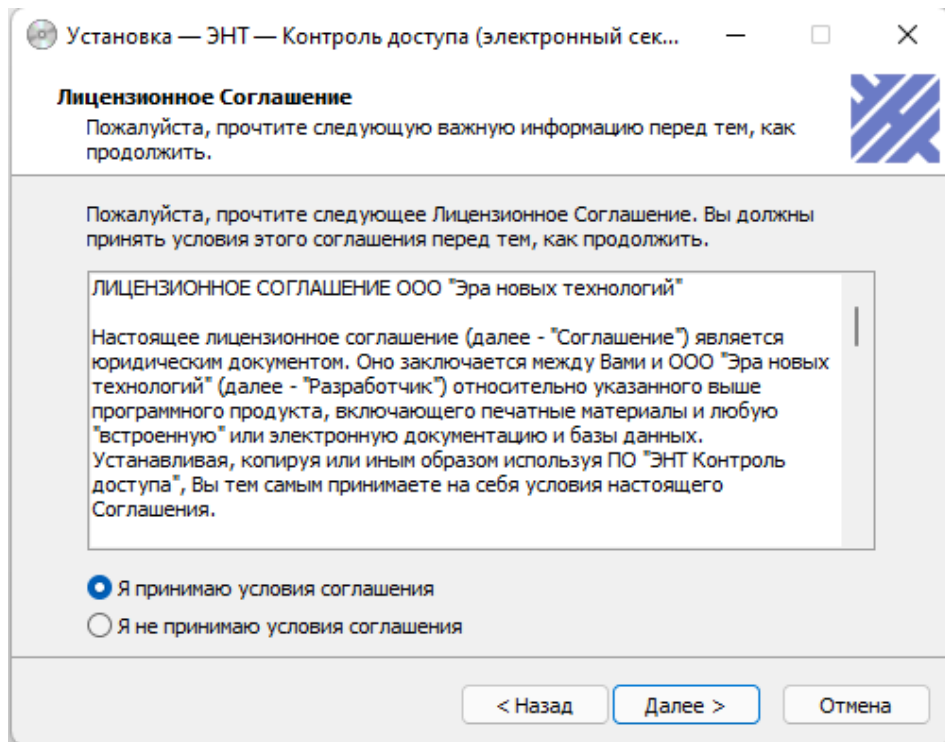 Установка — ЭНТ — Контроль доступа (электронный сек...
Лицензионное Соглашение
Пожалуйста, прочтите следующую важную информацию перед тем, как
продолжить.
Пожалуйста, прочтите следующее Лицензионное Соглашение. Вы должны
принять условия этого соглашения перед тем, как продолжить.
ЛИЦЕНЗИОННОЕ СОГЛАШЕНИЕ ООО "Эра новых технологий"
Настоящее лицензионное соглашение (далее - "Соглашение") является
юридическим документом. Оно заключается между Вами и ООО "Эра новых
технологий" (далее - "Разработчик") относительно указанного выше
программного продукта, включающего печатные материалы и любую
"встроенную" или электронную документацию и базы данных.
Устанавливая, копируя или иным образом используя ПО "ЭНТ Контроль
доступа", Вы тем самым принимаете на себя условия настоящего
Соглашения.
Я принимаю условия соглашения
Я не принимаю условия соглашения
< Назад
Далее >
Отмена